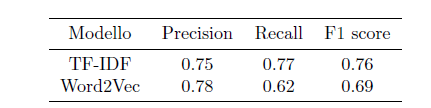 Modello Precision Recall F1 score
TF-IDF 0.75 0.77 0.76
Word2Vec 0.78 0.62 0.69